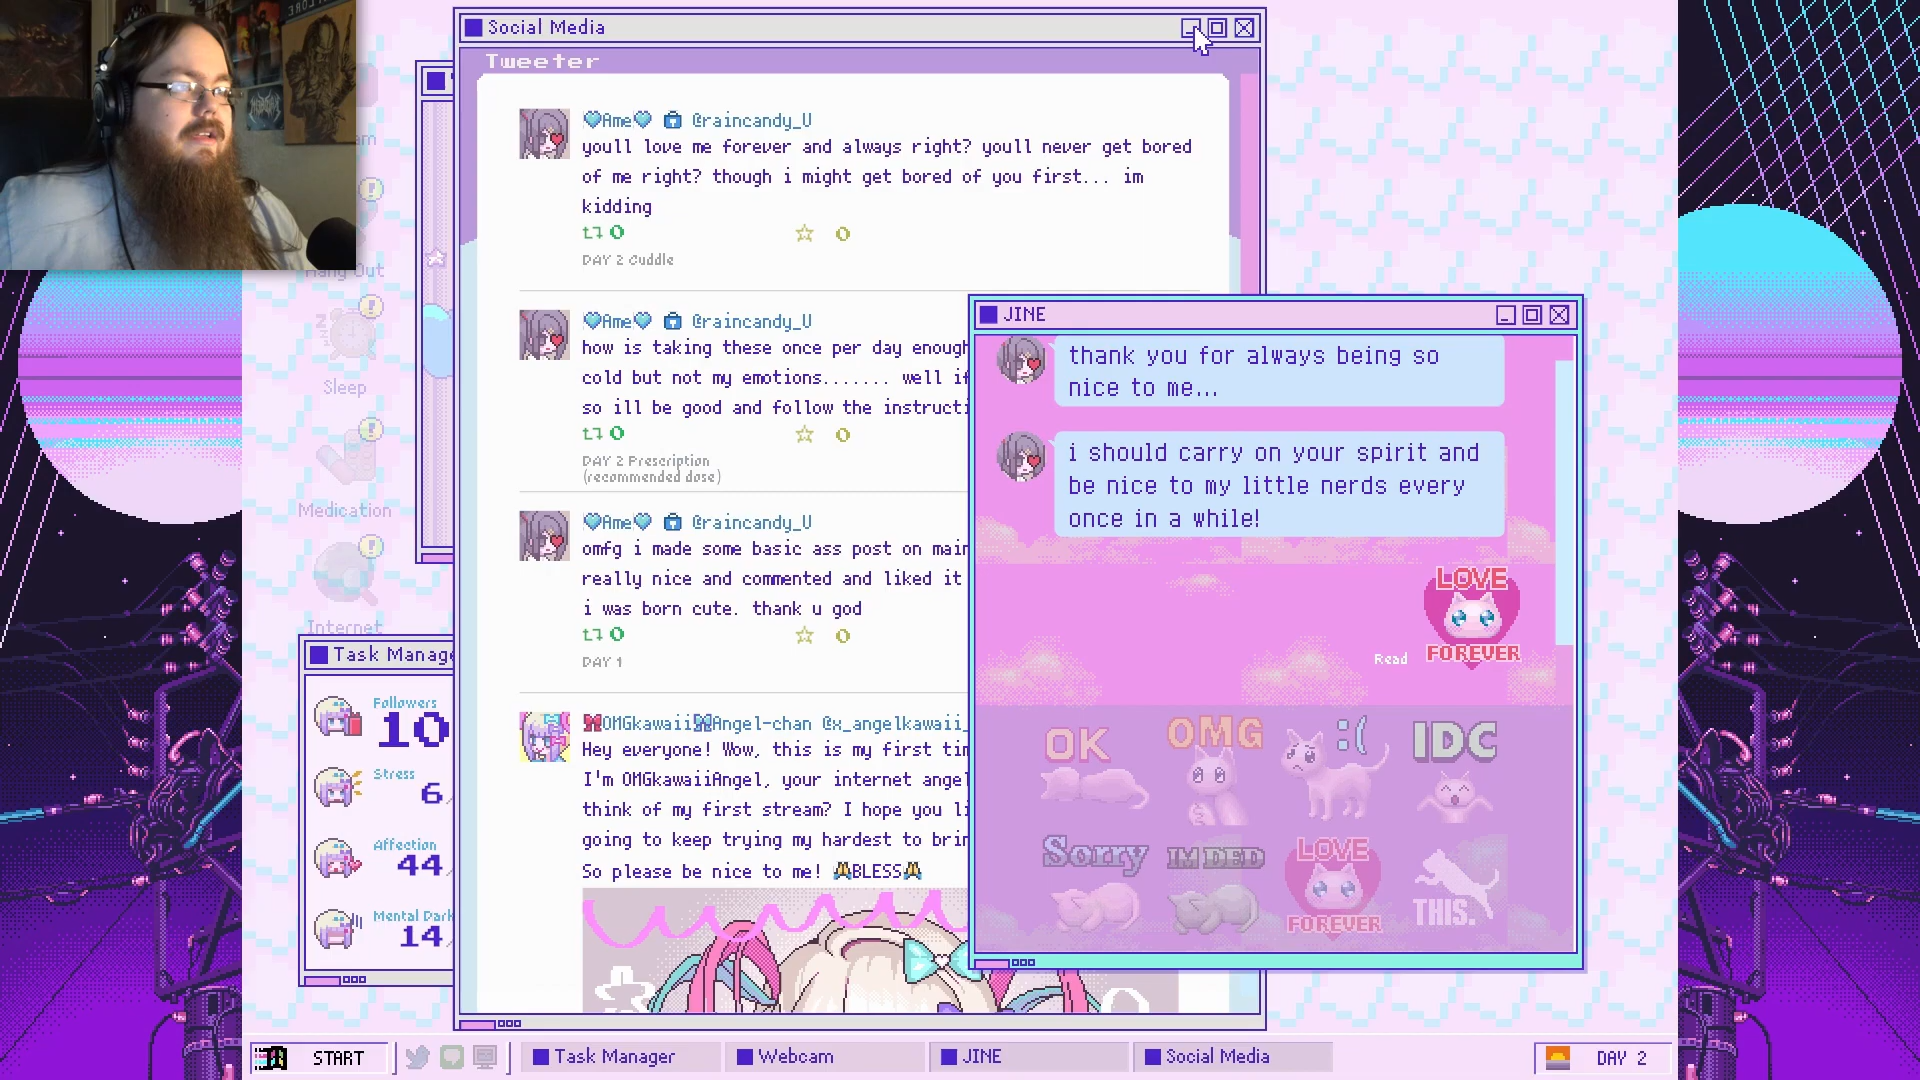 Social Media
Tweeter
Ame @raincandy_U
youll love me forever and always right? youll never get bored
of me right? though i might get bored of you first... im
kidding
0 0
DAY 2 Cuddle
Ame @raincandy_U
how is taking these once per day enough
cold but not my emotions....... well if
so ill be good and follow the instructi
0 0
DAY 2 Prescription
(recommended dose)
Ame @raincandy_U
omfg i made some basic ass post on main
really nice and commented and liked it
i was born cute. thank u god
0 0
DAY 1
OMGkawaiiAngel-chan @x_angelkawaii_
Hey everyone! Wow, this is my first tim
I'm OMGkawaiiAngel, your internet angel
think of my first stream? I hope you li
going to keep trying my hardest to brin
So please be nice to me! BLESS
JINE
thank you for always being so
nice to me...
i should carry on your spirit and
be nice to my little nerds every
once in a while!
LOVE
FOREVER
Read
OK
OMG
:(
IDC
Sorry
IM DED
LOVE
FOREVER
THIS.
Hang Out
Sleep
Medication
Internet
Task Manage
Followers
10
Stress
6
Affection
44
Mental Dark
14
START
Task Manager
Webcam
JINE
Social Media
DAY 2